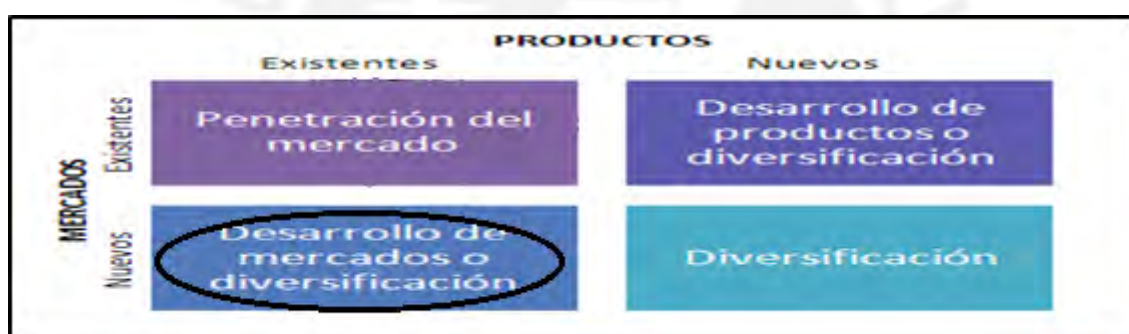 PRODUCTOS
Existentes
Nuevos
MERCADOS
Existentes
Penetración del
mercado
Desarrollo de
productos o
diversificación
Nuevos
Desarrollo de
mercados o
diversificación
Diversificación